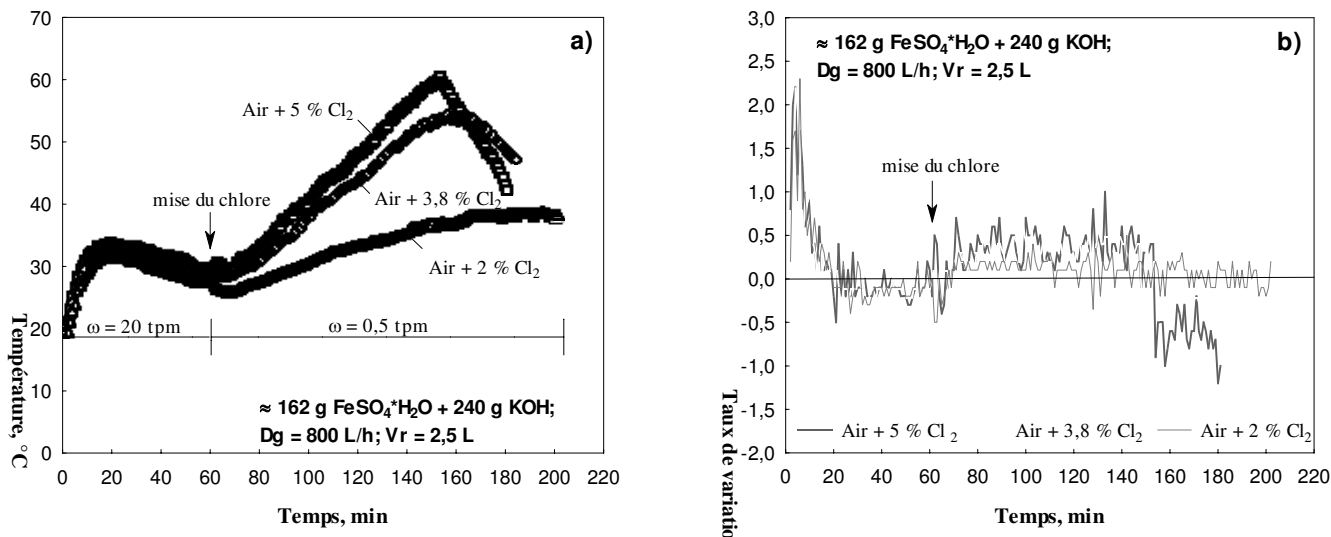 70
60
50
40
30
20
10
0
Température, °C
a)
Air + 5 % Cl2
mise du chlore
Air + 3,8 % Cl2
Air + 2 % Cl2
ω = 20 tpm
ω = 0,5 tpm
≈ 162 g FeSO4*H2O + 240 g KOH;
Dg = 800 L/h; Vr = 2,5 L
0 20 40 60 80 100 120 140 160 180 200 220
Temps, min
3,0
2,5
2,0
1,5
1,0
0,5
0,0
-0,5
-1,0
-1,5
-2,0
Taux de variatio
b)
≈ 162 g FeSO4*H2O + 240 g KOH;
Dg = 800 L/h; Vr = 2,5 L
mise du chlore
Air + 5 % Cl2 Air + 3,8 % Cl2 Air + 2 % Cl2
0 20 40 60 80 100 120 140 160 180 200 220
Temps, min